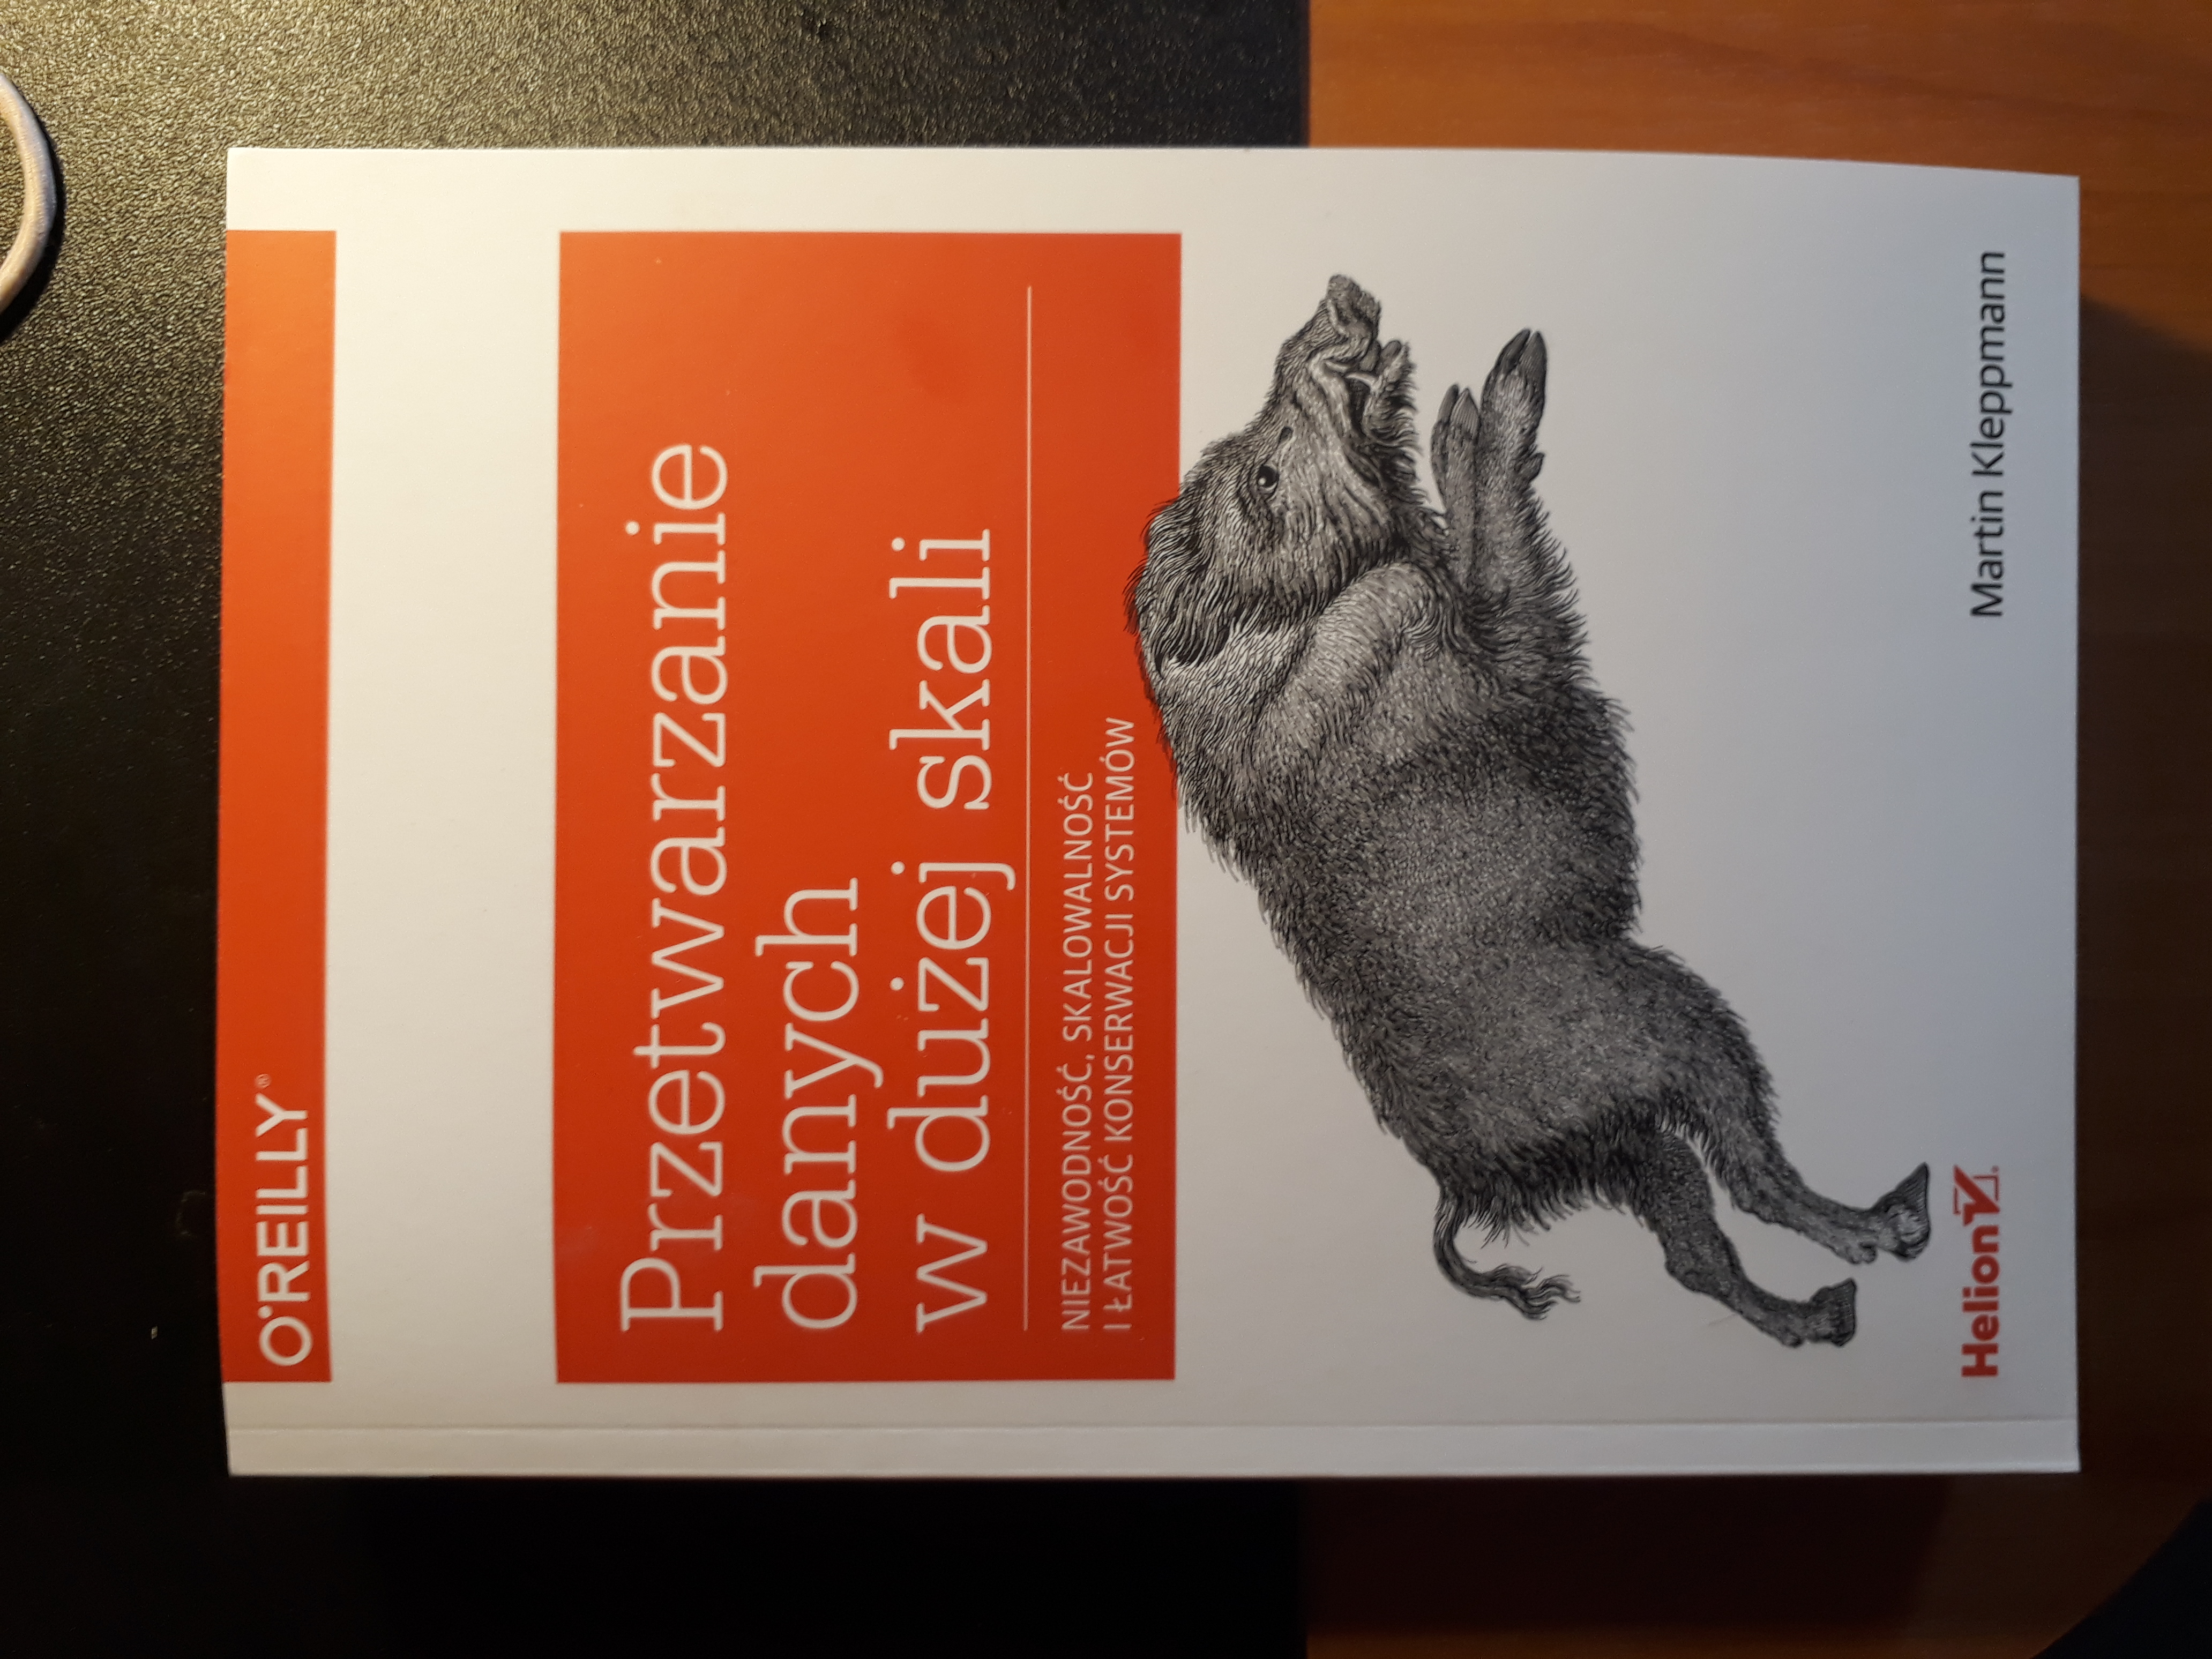 O'REILLY®
Przetwarzanie
danych
w dużej skali
NIEZAWODNOŚĆ, SKALOWALNOŚĆ
I ŁATWOŚĆ KONSERWACJI SYSTEMÓW
Helion
Martin Kleppmann